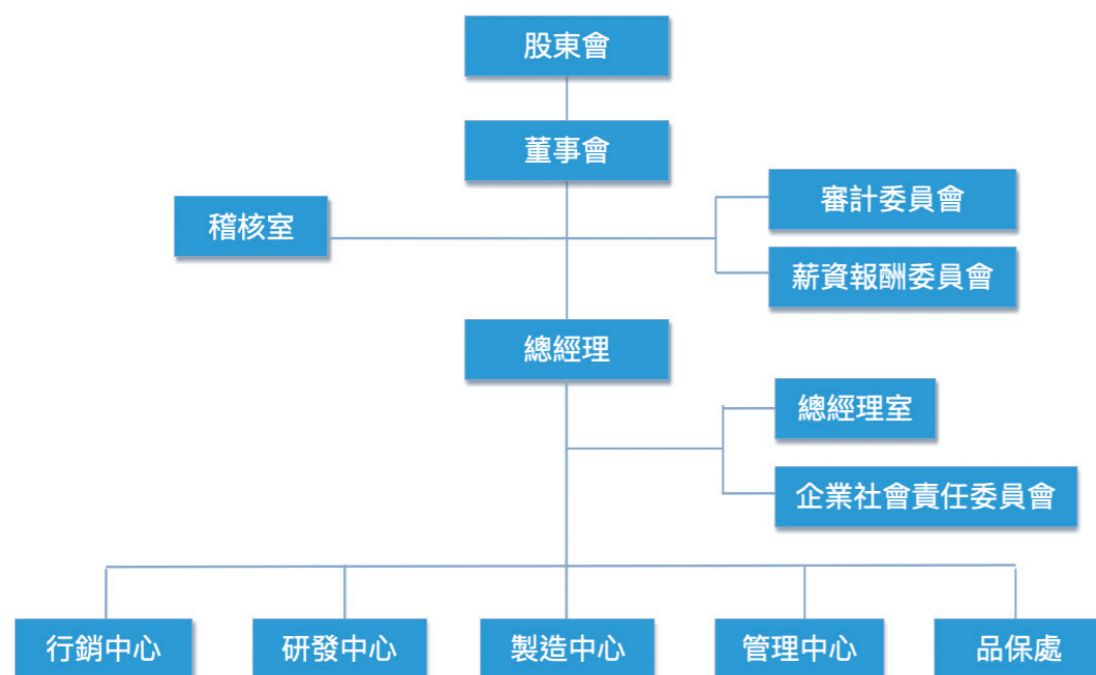 股東會
董事會
稽核室
審計委員會
薪資報酬委員會
總經理
總經理室
企業社會責任委員會
行銷中心
研發中心
製造中心
管理中心
品保處